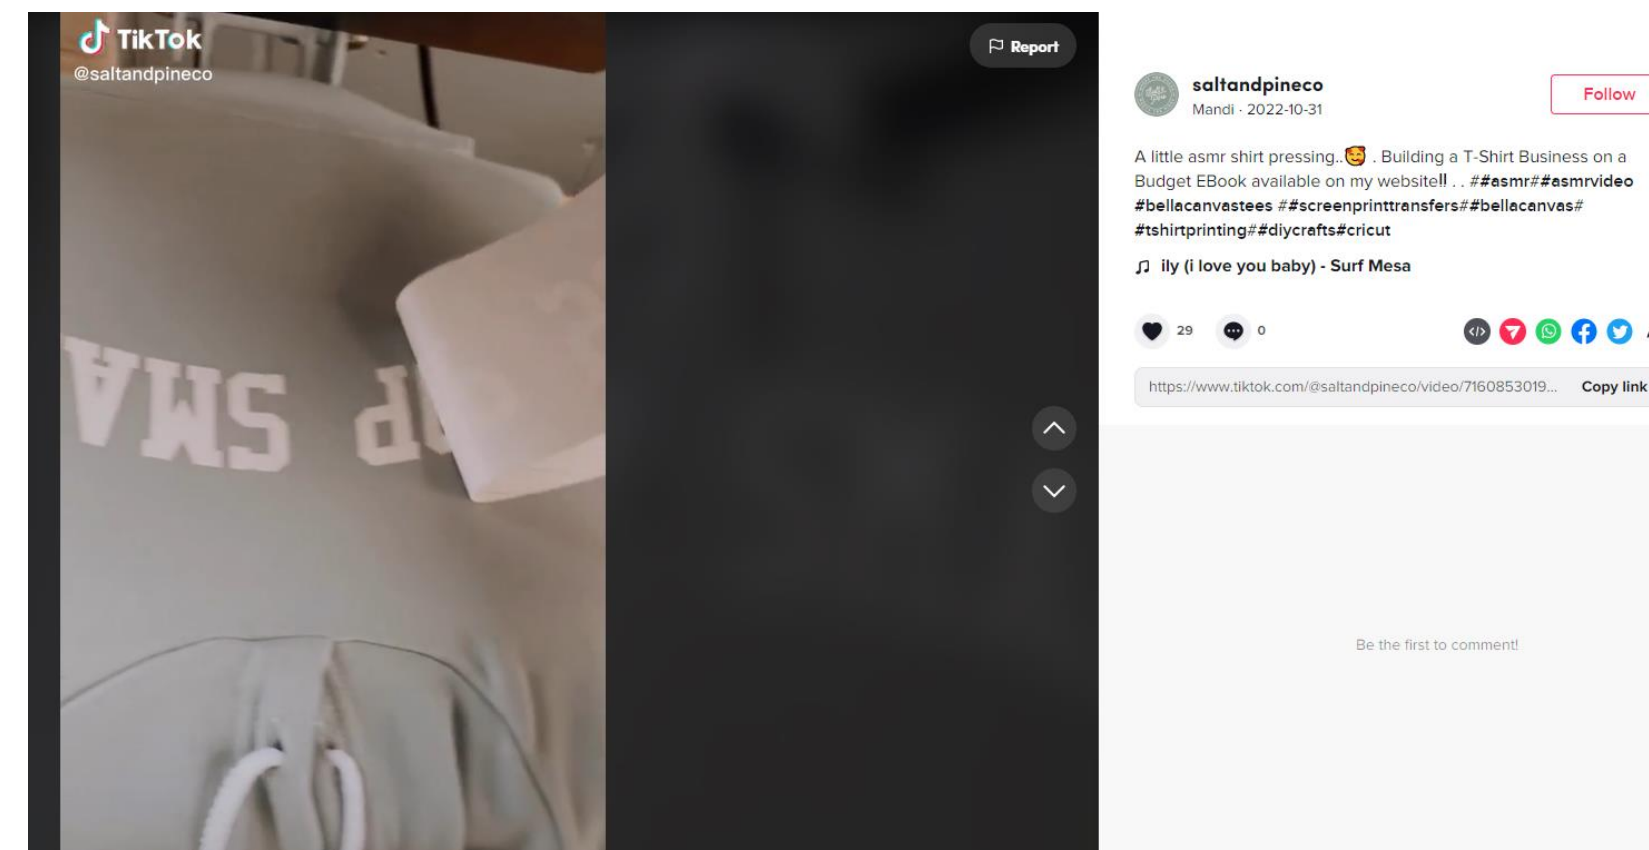 TikTok
@saltandpineco
Report
saltandpineco
Mandi · 2022-10-31
Follow
A little asmr shirt pressing..🥰 . Building a T-Shirt Business on a
Budget EBook available on my website‼ . . ##asmr##asmrvideo
#bellacanvastees ##screenprinttransfers##bellacanvas#
#tshirtprinting##diycrafts#cricut
ily (i love you baby) - Surf Mesa
29
0
https://www.tiktok.com/@saltandpineco/video/7160853019...
Copy link
Be the first to comment!